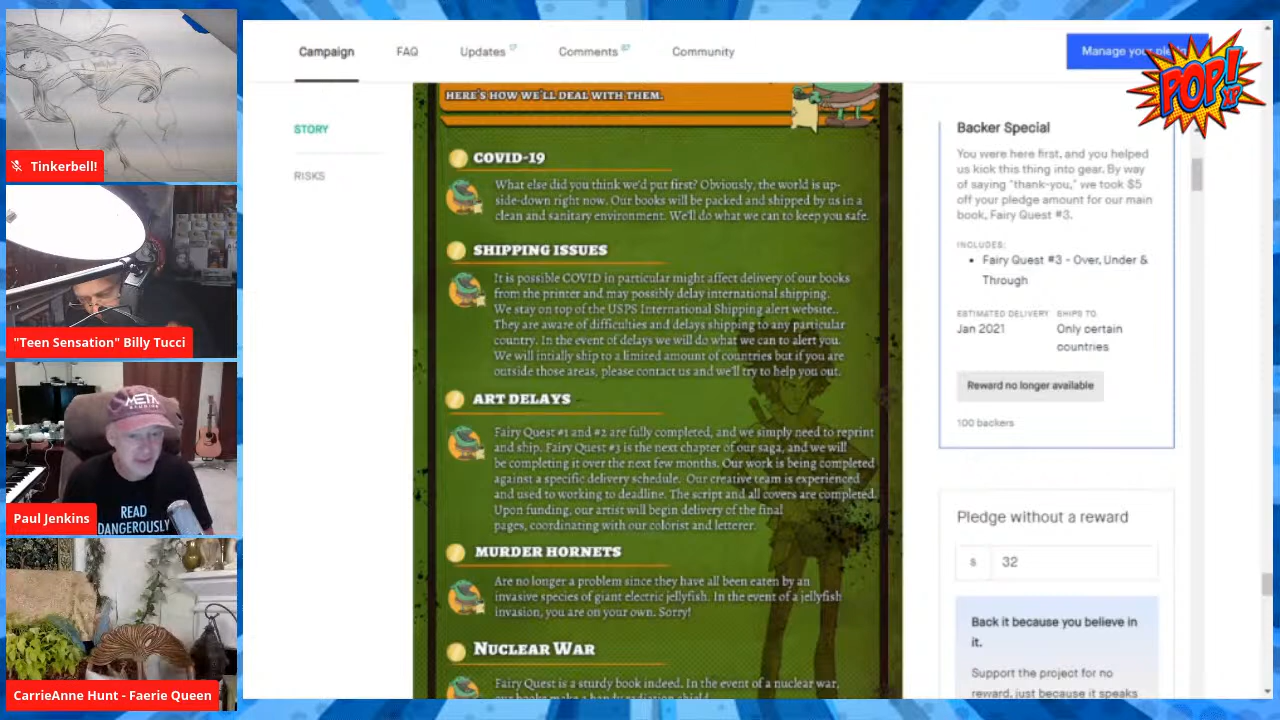 Tinkerbell!
"Teen Sensation" Billy Tucci
META
STUDIOS
READ
DANGEROUSLY
Paul Jenkins
CarrieAnne Hunt - Faerie Queen
Campaign
FAQ
Updates 17
Comments 87
Community
Manage your
POP!
XP
STORY
RISKS
HERE'S HOW WE'LL DEAL WITH THEM.
COVID-19
What else did you think we'd put first? Obviously, the world is up-
side-down right now. Our books will be packed and shipped by us in a
clean and sanitary environment. We'll do what we can to keep you safe.
SHIPPING ISSUES
It is possible COVID in particular might affect delivery of our books
from the printer and may possibly delay international shipping.
We stay on top of the USPS International Shipping alert website..
They are aware of difficulties and delays shipping to any particular
country. In the event of delays we will do what we can to alert you.
We will intially ship to a limited amount of countries but if you are
outside those areas, please contact us and we'll try to help you out.
ART DELAYS
Fairy Quest #1 and #2 are fully completed, and we simply need to reprint
and ship. Fairy Quest #3 is the next chapter of our saga, and we will
be completing it over the next few months. Our work is being completed
against a specific delivery schedule. Our creative team is experienced
and used to working to deadline. The script and all covers are completed.
Upon funding, our artist will begin delivery of the final
pages, coordinating with our colorist and letterer.
MURDER HORNETS
Are no longer a problem since they have all been eaten by an
invasive species of giant electric jellyfish. In the event of a jellyfish
invasion, you are on your own. Sorry!
NUCLEAR WAR
Fairy Quest is a sturdy book indeed. In the event of a nuclear war,
Backer Special
You were here first, and you helped
us kick this thing into gear. By way
of saying "thank-you," we took $5
off your pledge amount for our main
book, Fairy Quest #3.
INCLUDES:
• Fairy Quest #3 - Over, Under &
Through
ESTIMATED DELIVERY
Jan 2021
SHIPS TO
Only certain
countries
Reward no longer available
100 backers
Pledge without a reward
$ 32
Back it because you believe in
it.
Support the project for no
reward, just because it speaks